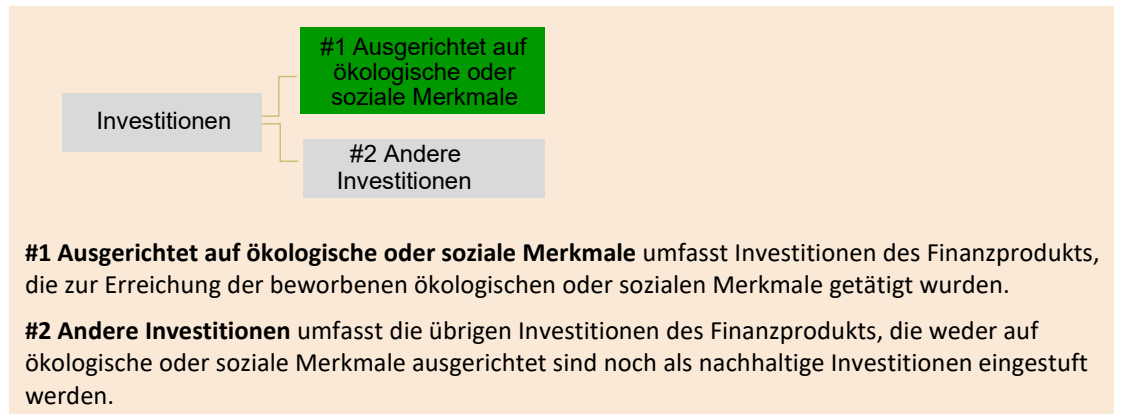 #1 Ausgerichtet auf
ökologische oder
soziale Merkmale
Investitionen
#2 Andere
Investitionen
#1 Ausgerichtet auf ökologische oder soziale Merkmale umfasst Investitionen des Finanzprodukts,
die zur Erreichung der beworbenen ökologischen oder sozialen Merkmale getätigt wurden.
#2 Andere Investitionen umfasst die übrigen Investitionen des Finanzprodukts, die weder auf
ökologische oder soziale Merkmale ausgerichtet sind noch als nachhaltige Investitionen eingestuft
werden.